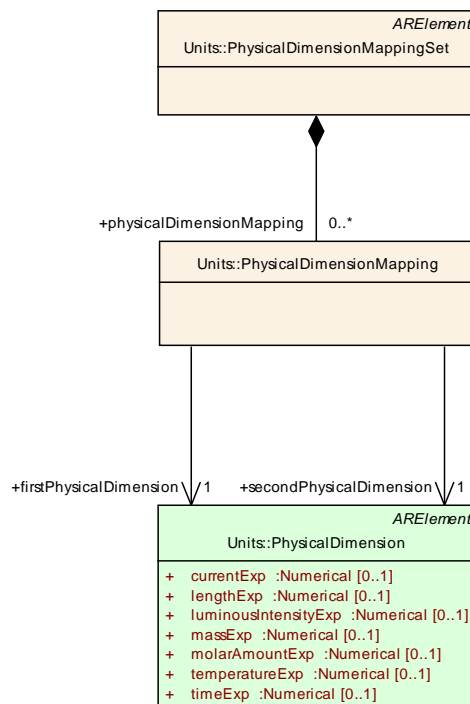 ARElement
Units::PhysicalDimensionMappingSet
+physicalDimensionMapping 0..*
Units::PhysicalDimensionMapping
+firstPhysicalDimension 1 +secondPhysicalDimension 1
ARElement
Units::PhysicalDimension
+ currentExp :Numerical [0..1]
+ lengthExp :Numerical [0..1]
+ luminousIntensityExp :Numerical [0..1]
+ massExp :Numerical [0..1]
+ molarAmountExp :Numerical [0..1]
+ temperatureExp :Numerical [0..1]
+ timeExp :Numerical [0..1]